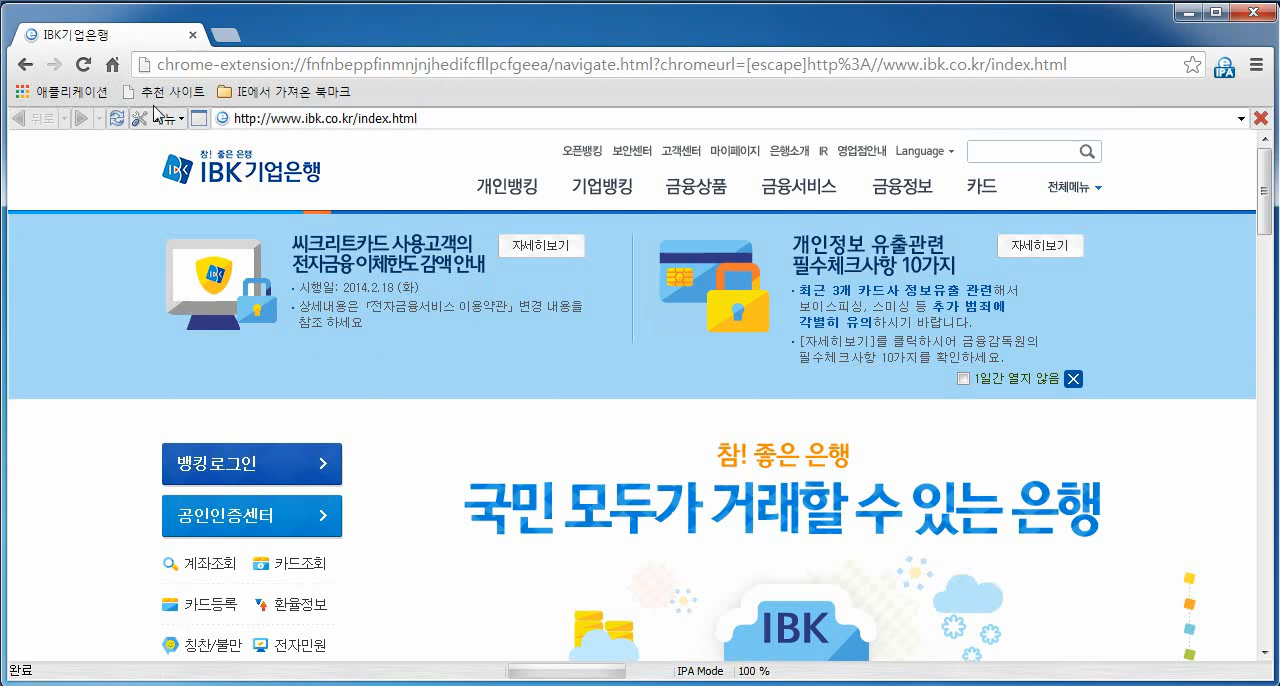 IBK기업은행
chrome-extension://fnfnbeppfinmnjnjhedifcfllpcfgeea/navigate.html?chromeurl=[escape]http%3A//www.ibk.co.kr/index.html
IPA
애플리케이션 추천 사이트 IE에서 가져온 북마크
뒤로 메뉴 http://www.ibk.co.kr/index.html
참! 좋은 은행
IBK기업은행
오픈뱅킹 보안센터 고객센터 마이페이지 은행소개 IR 영업점안내 Language
개인뱅킹 기업뱅킹 금융상품 금융서비스 금융정보 카드 전체메뉴
씨크리트카드 사용고객의
전자금융 이체한도 감액 안내
자세히보기
· 시행일: 2014.2.18 (화)
· 상세내용은 「전자금융서비스 이용약관」 변경 내용을
참조 하세요
개인정보 유출관련
필수체크사항 10가지
자세히보기
· 최근 3개 카드사 정보유출 관련해서
보이스피싱, 스미싱 등 추가 범죄에
각별히 유의하시기 바랍니다.
· [자세히보기]를 클릭하시어 금융감독원의
필수체크사항 10가지를 확인하세요.
1일간 열지 않음
뱅킹로그인
공인인증센터
계좌조회 카드조회
카드등록 환율정보
칭찬/불만 전자민원
참! 좋은 은행
국민 모두가 거래할 수 있는 은행
IBK
완료 IPA Mode 100 %